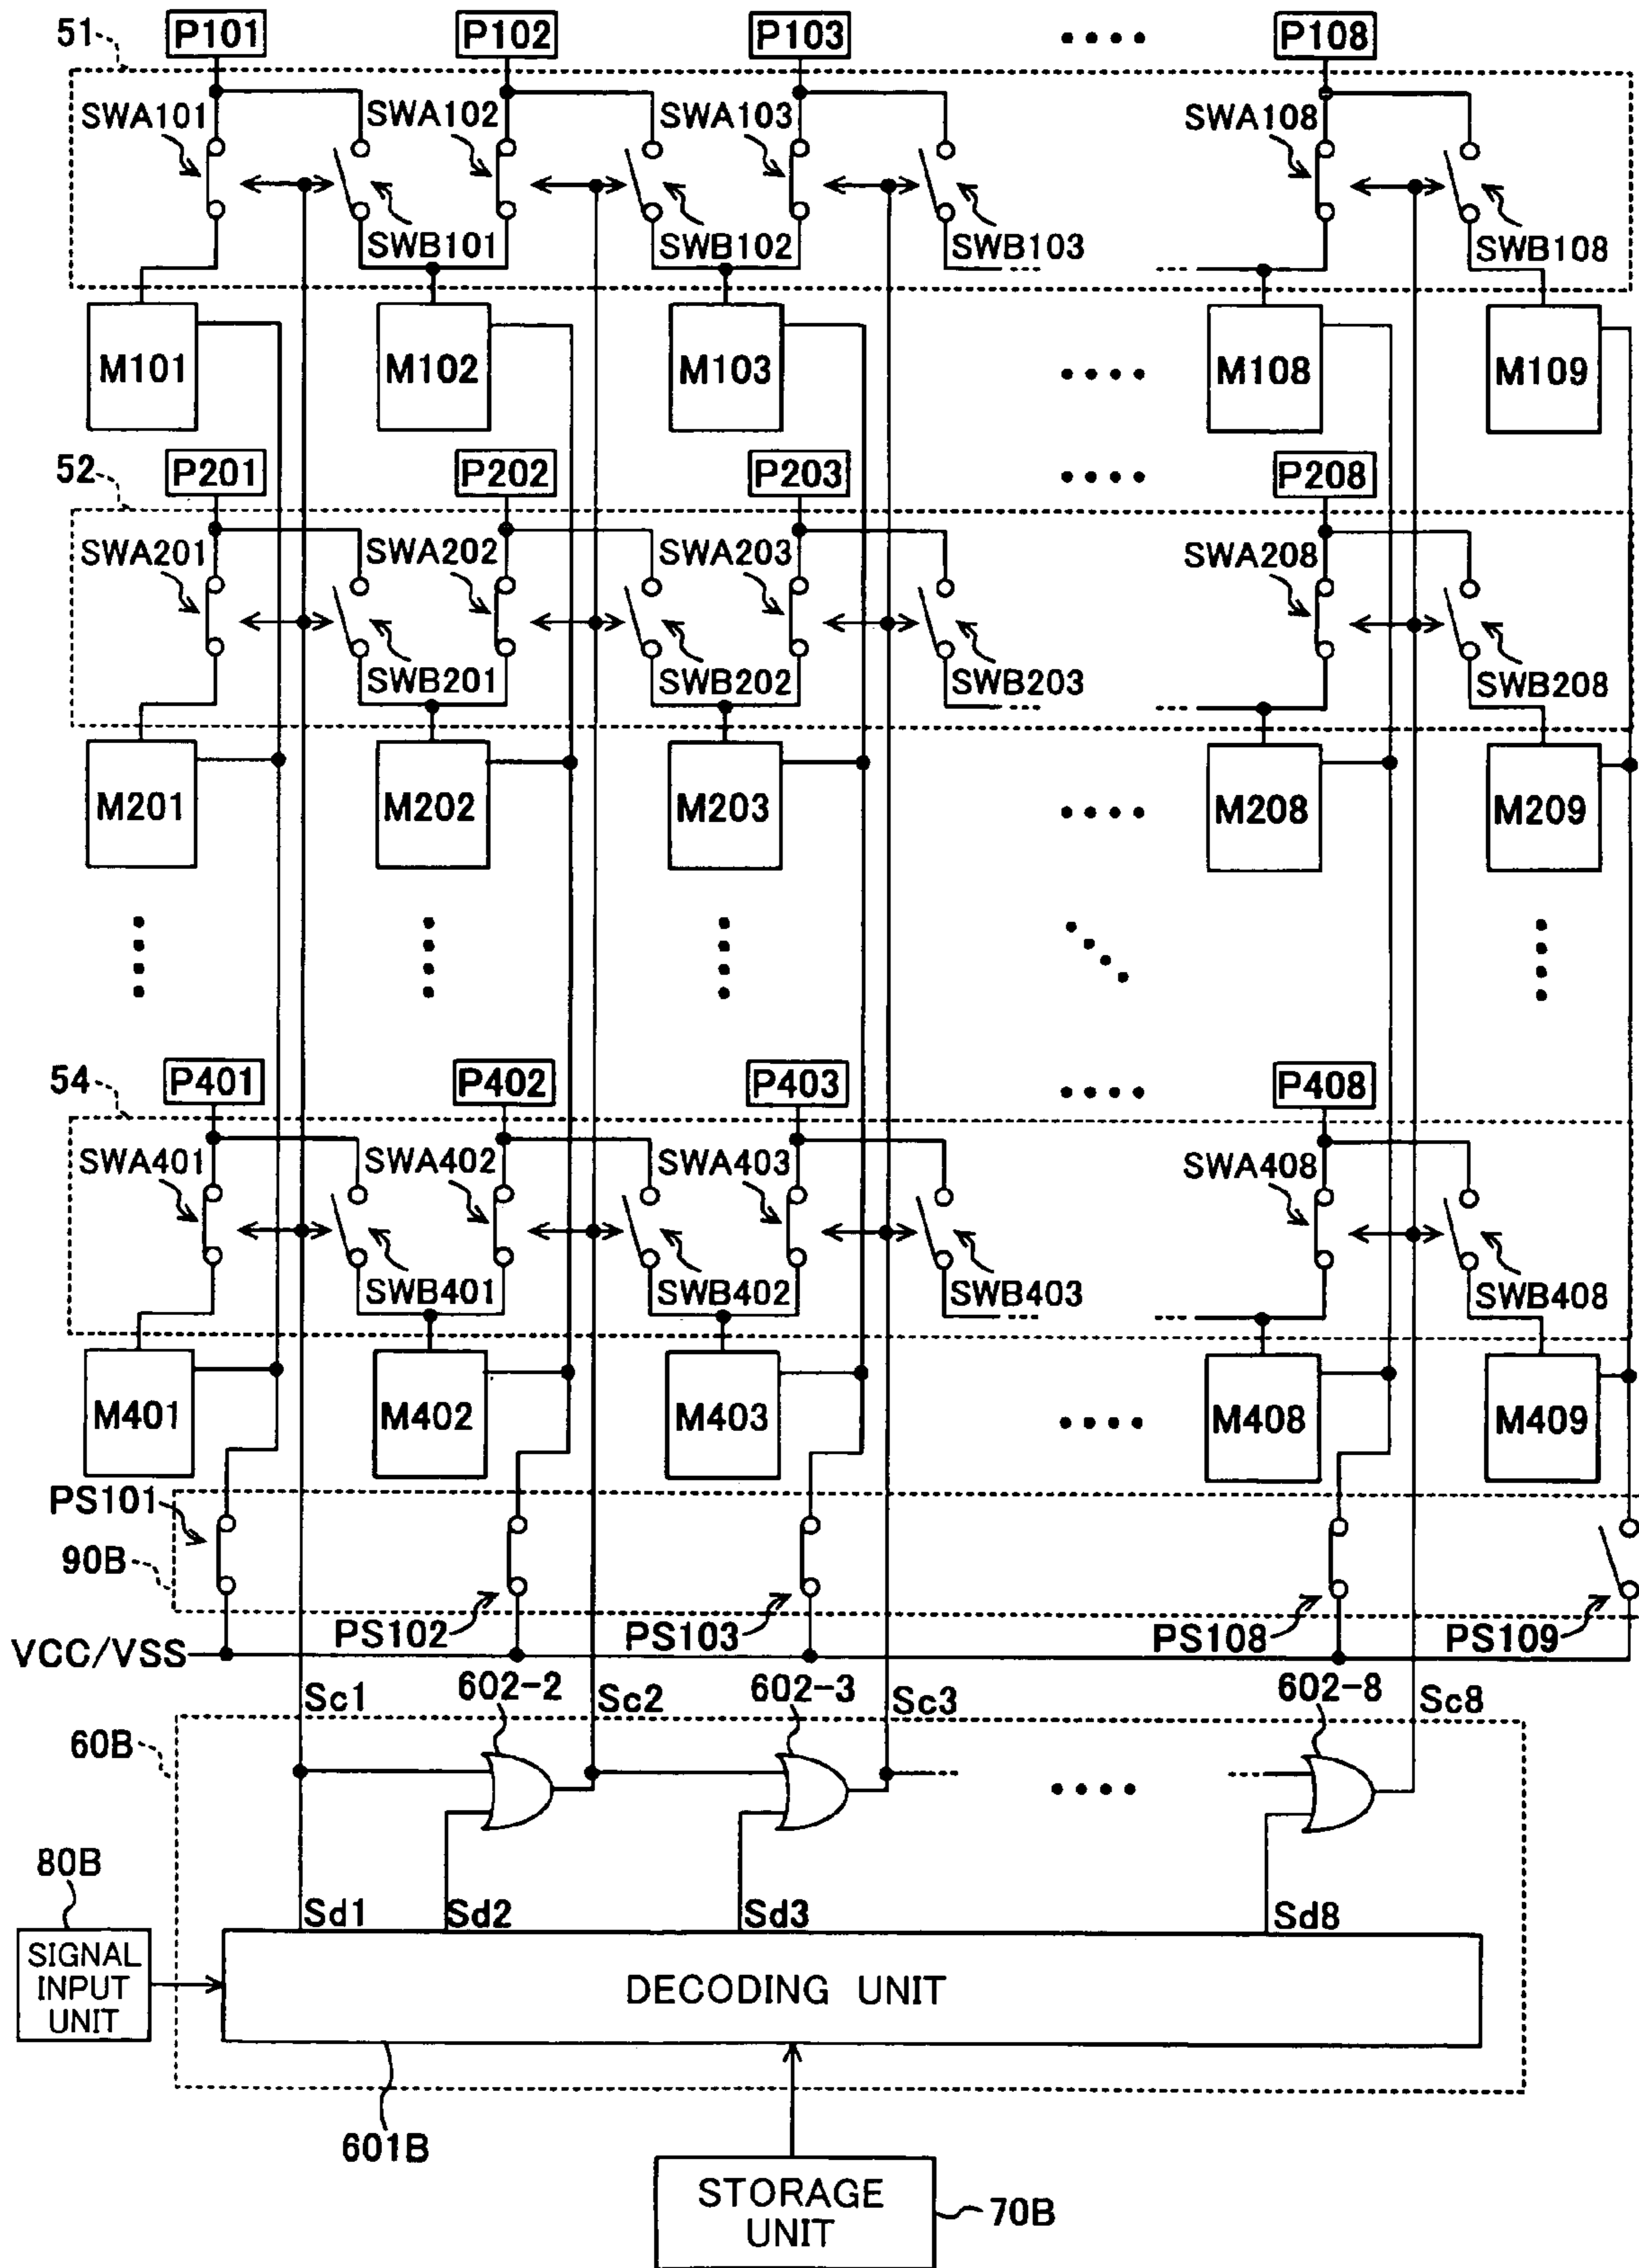 51
P101 P102 P103 P108
SWA101 SWA102 SWA103 SWA108
SWB101 SWB102 SWB103 SWB108
M101 M102 M103 M108 M109
52
P201 P202 P203 P208
SWA201 SWA202 SWA203 SWA208
SWB201 SWB202 SWB203 SWB208
M201 M202 M203 M208 M209
54
P401 P402 P403 P408
SWA401 SWA402 SWA403 SWA408
SWB401 SWB402 SWB403 SWB408
M401 M402 M403 M408 M409
PS101
90B
PS102 PS103 PS108 PS109
VCC/VSS
602-2 602-3 602-8
Sc1 Sc2 Sc3 Sc8
60B
80B
Sd1 Sd2 Sd3 Sd8
SIGNAL
INPUT
UNIT
DECODING UNIT
601B
STORAGE
UNIT
70B